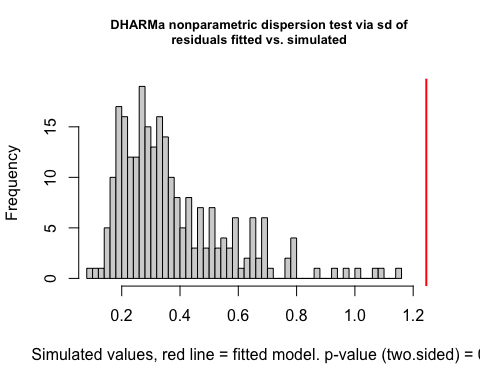 DHARMa nonparametric dispersion test via sd of
residuals fitted vs. simulated
Frequency
15
10
5
0
0.2 0.4 0.6 0.8 1.0 1.2
Simulated values, red line = fitted model. p-value (two.sided) =